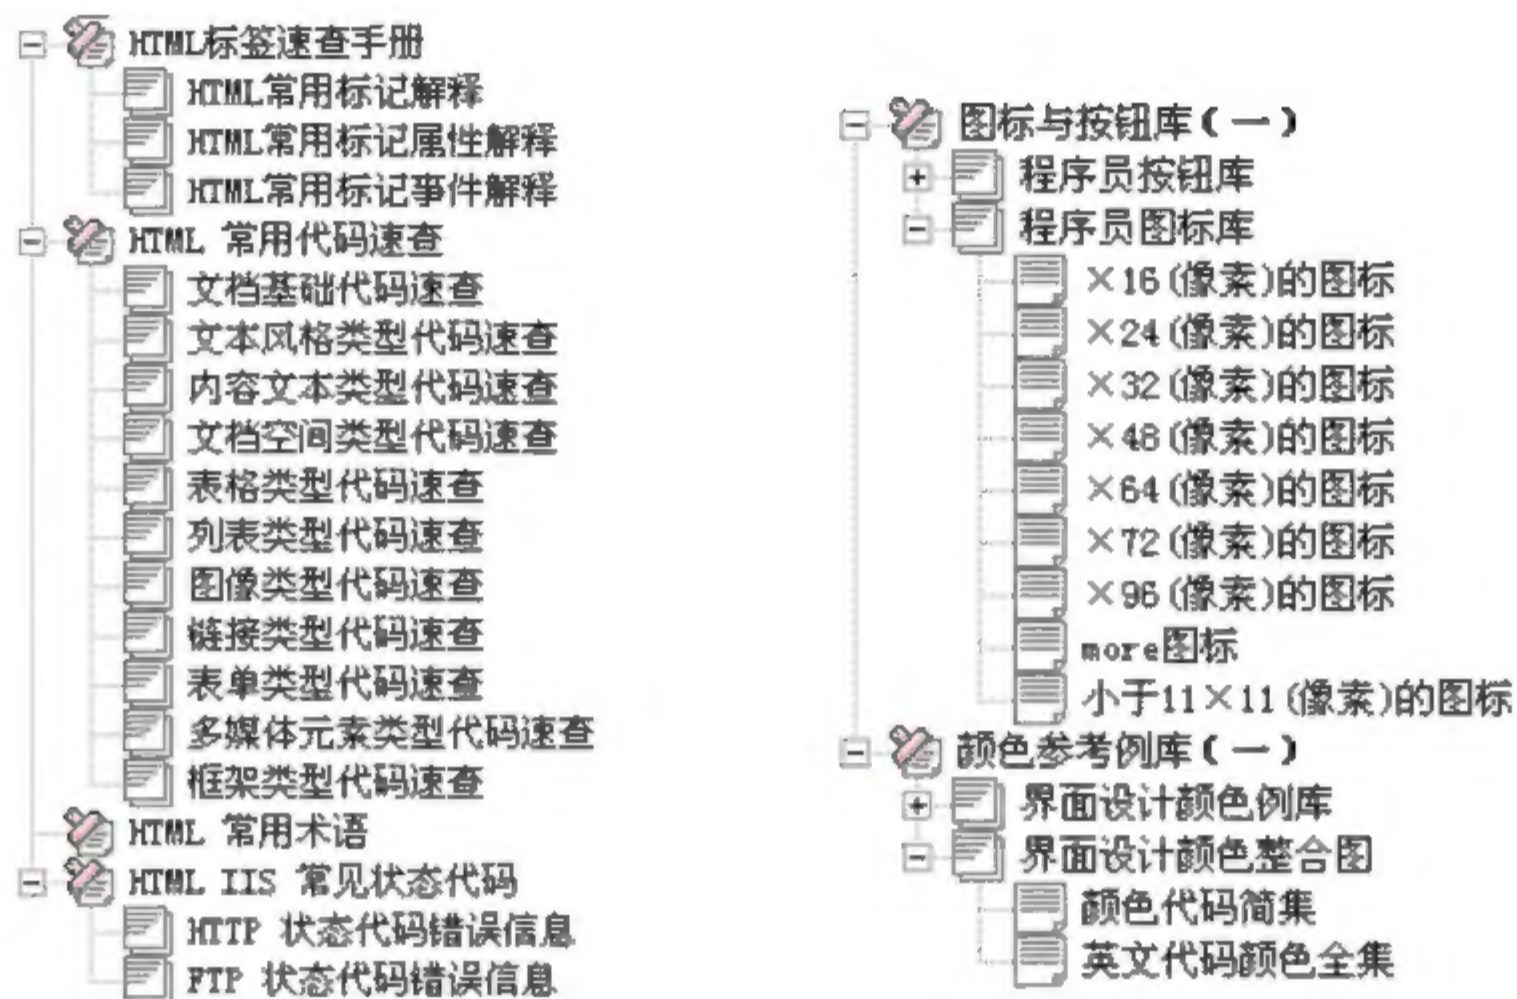 HTML标签速查手册
HTML常用标记解释
HTML常用标记属性解释
HTML常用标记事件解释
HTML 常用代码速查
文档基础代码速查
文本风格类型代码速查
内容文本类型代码速查
文档空间类型代码速查
表格类型代码速查
列表类型代码速查
图像类型代码速查
链接类型代码速查
表单类型代码速查
多媒体元素类型代码速查
框架类型代码速查
HTML 常用术语
HTML IIS 常见状态代码
HTTP 状态代码错误信息
FTP 状态代码错误信息
图标与按钮库(一)
程序员按钮库
程序员图标库
×16(像素)的图标
×24(像素)的图标
×32(像素)的图标
×48(像素)的图标
×64(像素)的图标
×72(像素)的图标
×96(像素)的图标
more图标
小于11×11(像素)的图标
颜色参考例库(一)
界面设计颜色例库
界面设计颜色整合图
颜色代码简集
英文代码颜色全集